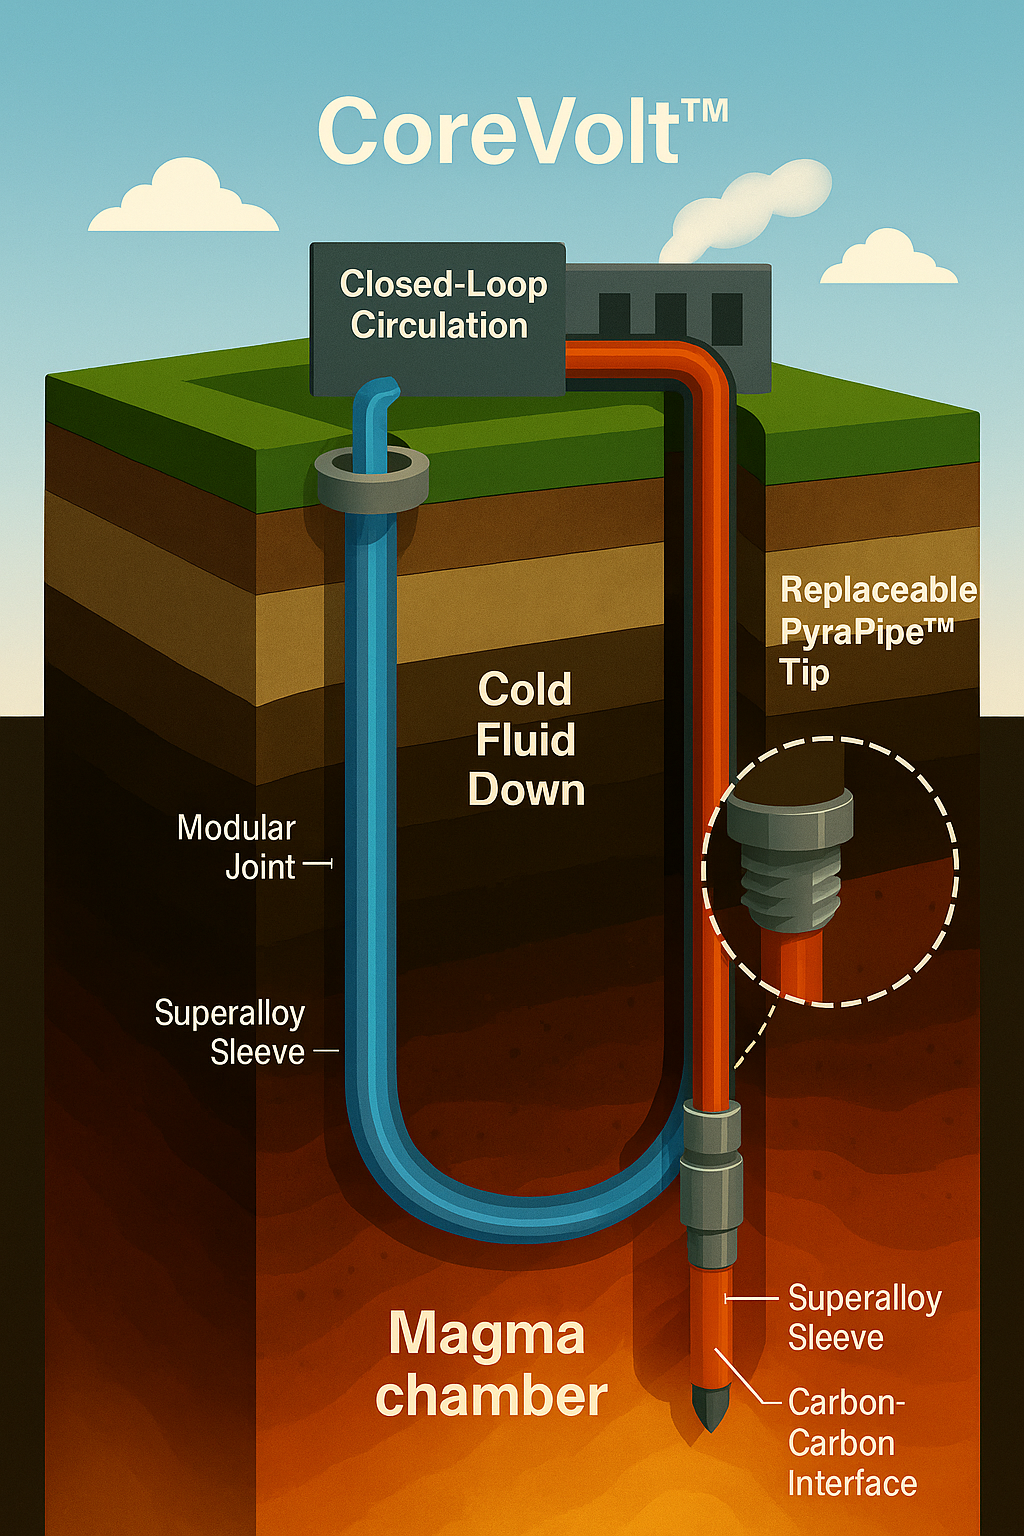 CoreVolt™
Closed-Loop
Circulation
Replaceable
PyraPipe™
Tip
Cold
Fluid
Down
Modular
Joint
Superalloy
Sleeve
Magma
chamber
Superalloy
Sleeve
Carbon-
Carbon
Interface